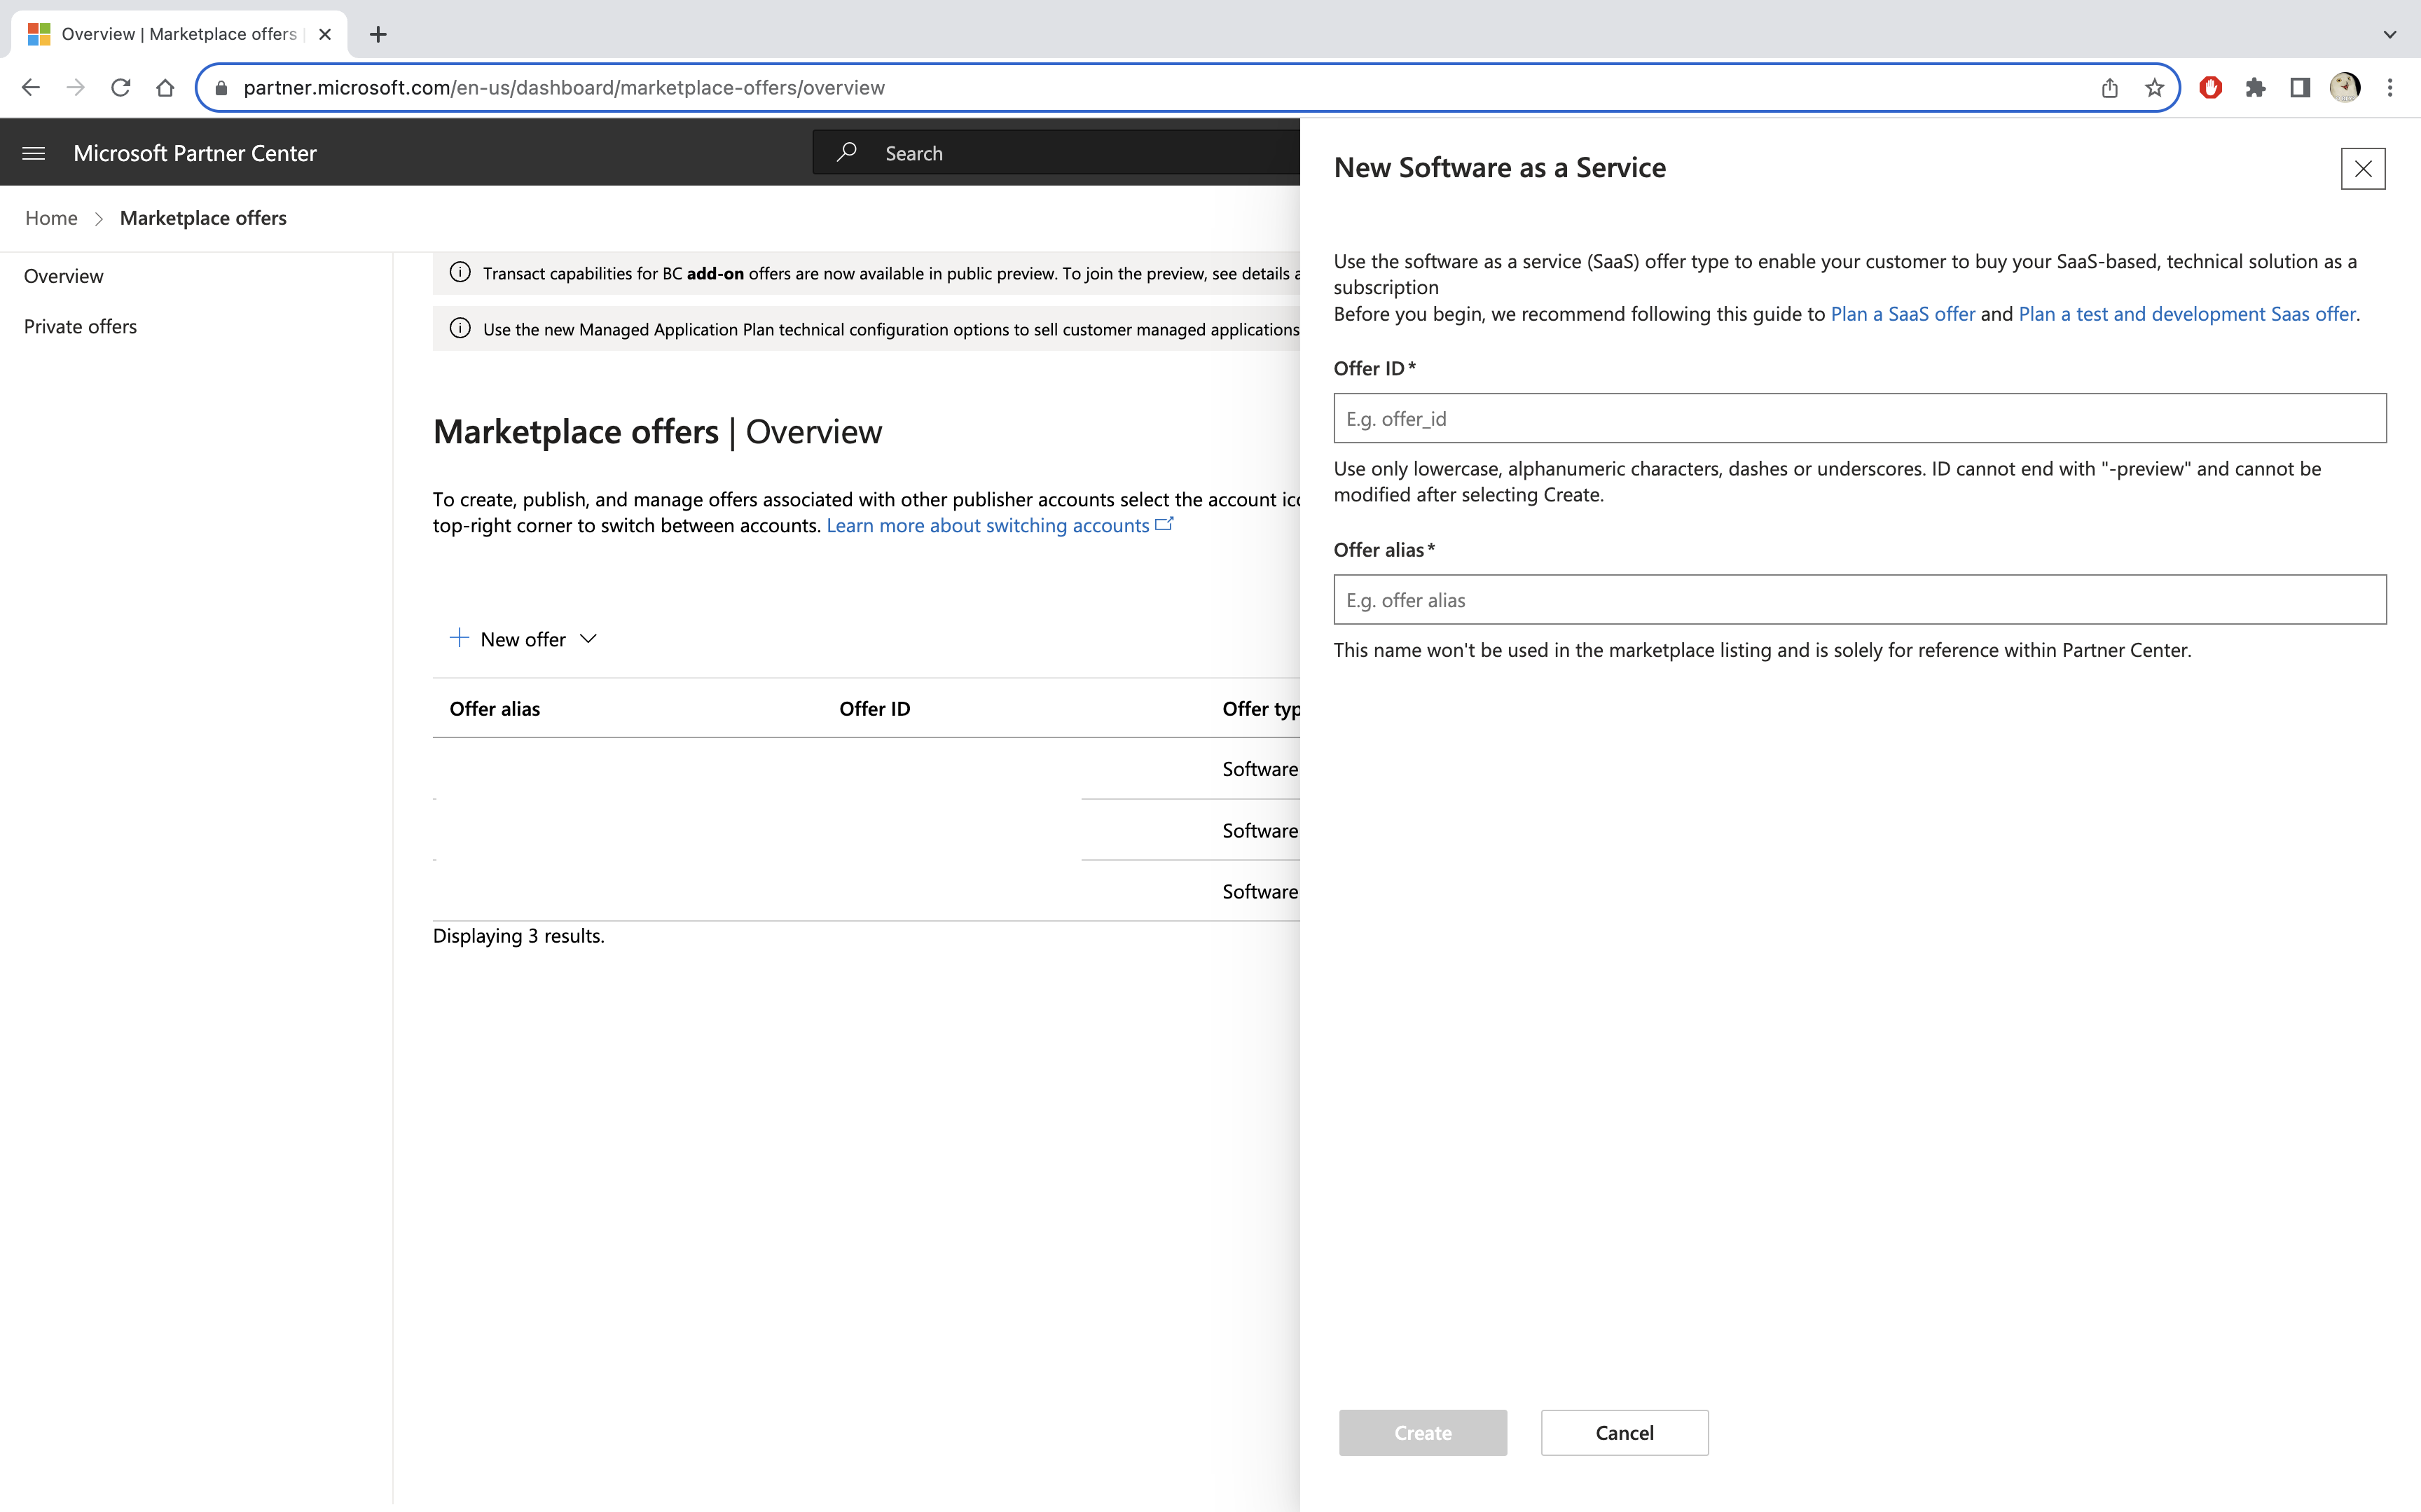 Overview | Marketplace offers
partner.microsoft.com/en-us/dashboard/marketplace-offers/overview
Microsoft Partner Center
Search
Home
Marketplace offers
Overview
Private offers
Transact capabilities for BC add-on offers are now available in public preview. To join the preview, see details
Use the new Managed Application Plan technical configuration options to sell customer managed applications
Marketplace offers | Overview
To create, publish, and manage offers associated with other publisher accounts select the account
top-right corner to switch between accounts. Learn more about switching accounts
New offer
Offer alias
Offer ID
Offer typ
Software
Software
Software
Displaying 3 results.
New Software as a Service
Use the software as a service (SaaS) offer type to enable your customer to buy your SaaS-based, technical solution as a
subscription
Before you begin, we recommend following this guide to Plan a SaaS offer and Plan a test and development Saas offer.
Offer ID*
E.g. offer_id
Use only lowercase, alphanumeric characters, dashes or underscores. ID cannot end with "-preview" and cannot be
modified after selecting Create.
Offer alias*
E.g. offer alias
This name won't be used in the marketplace listing and is solely for reference within Partner Center.
Create
Cancel